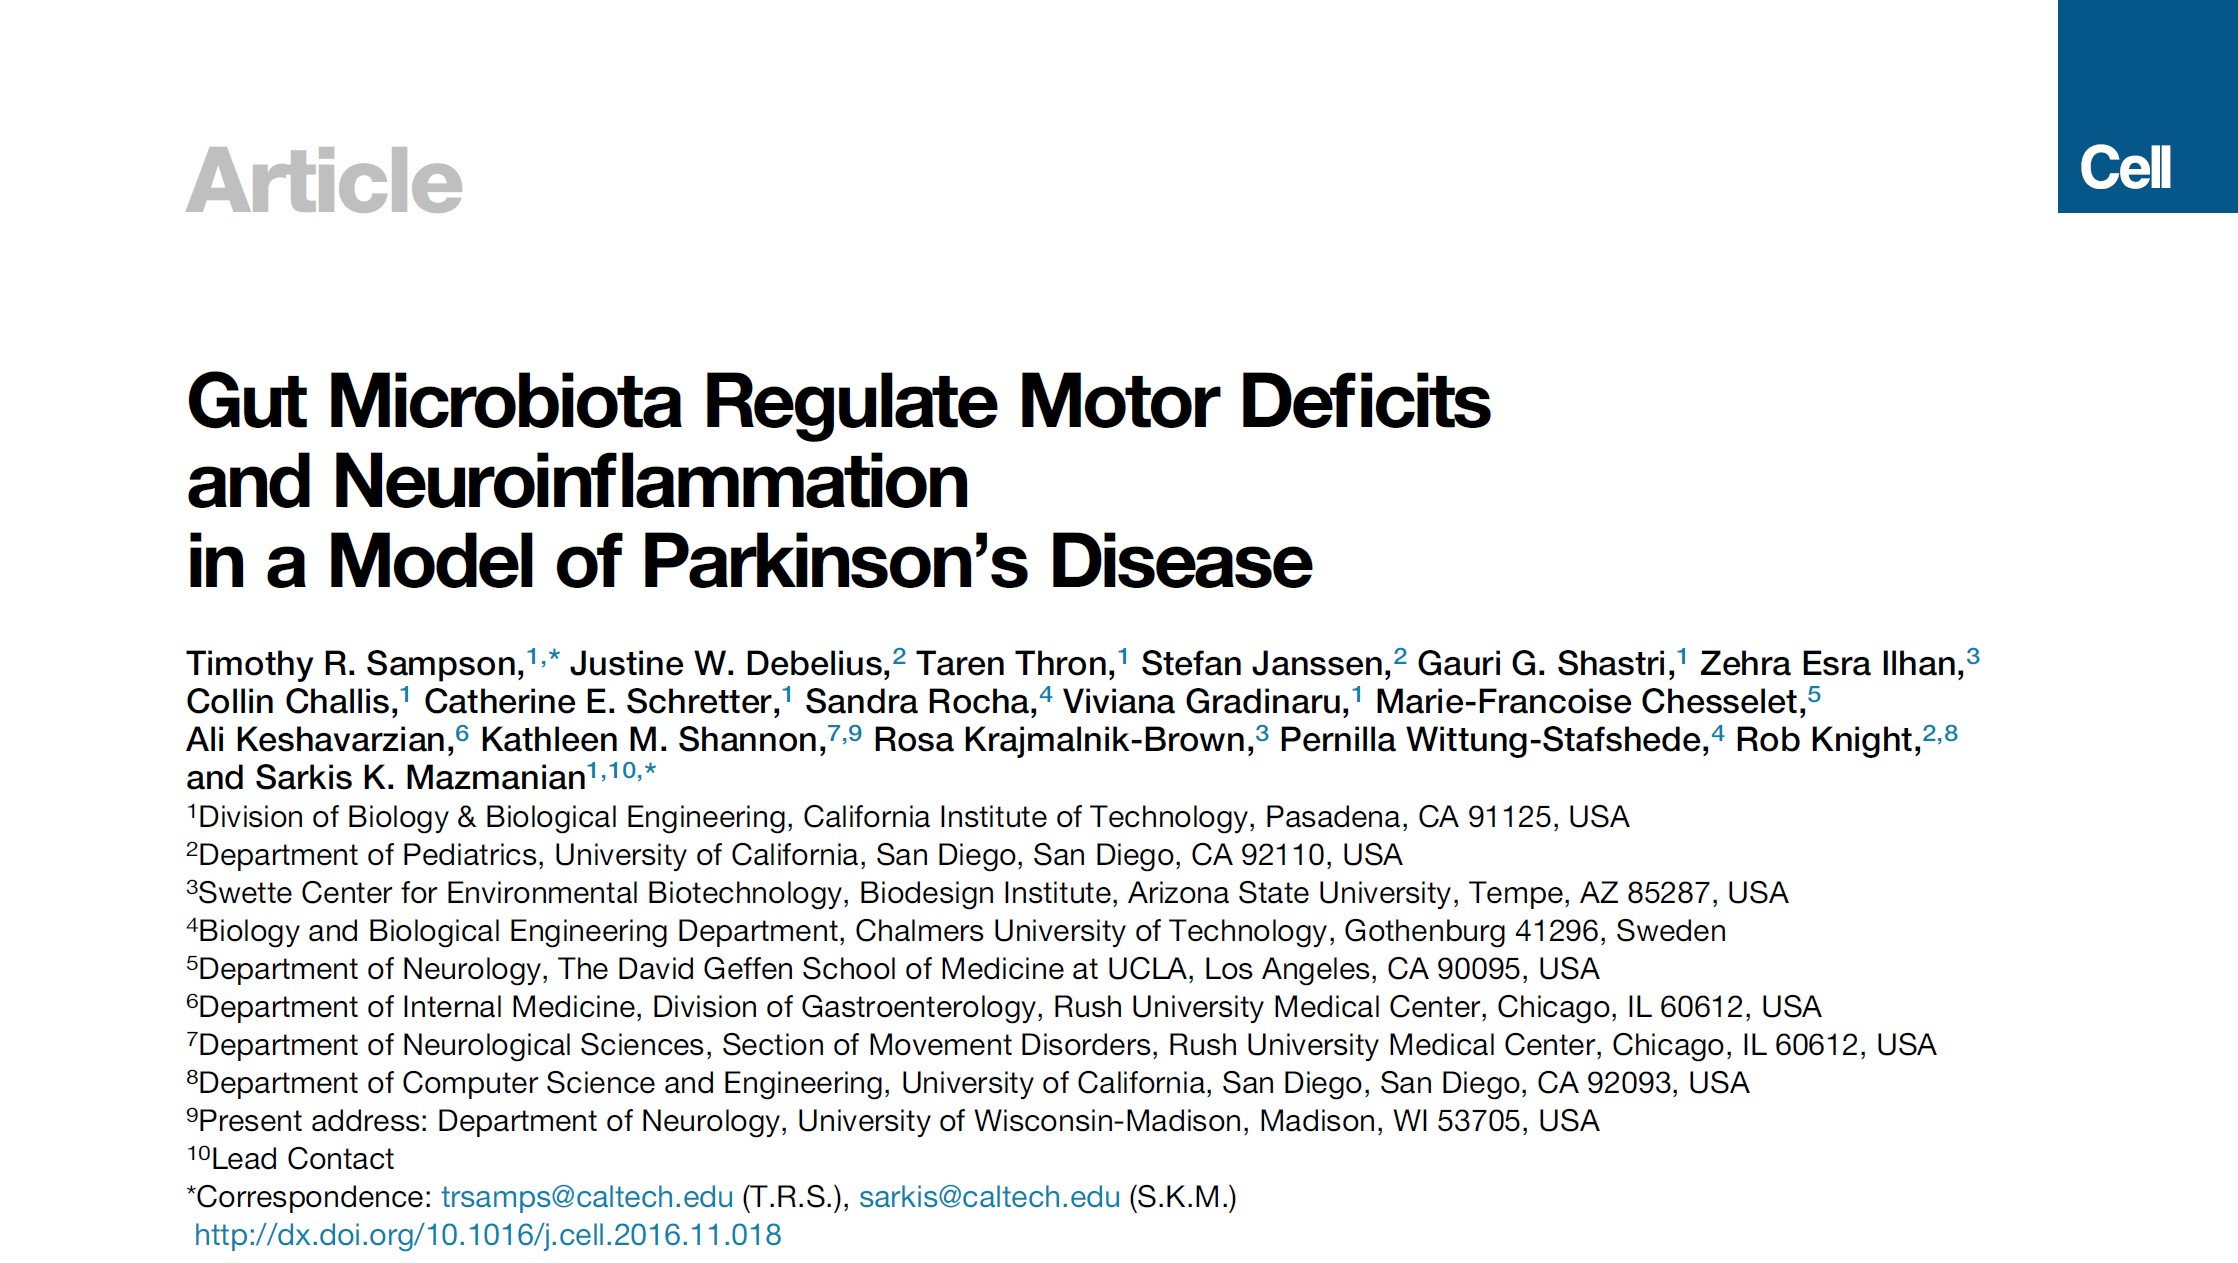 Cell
Article
Gut Microbiota Regulate Motor Deficits
and Neuroinflammation
in a Model of Parkinson’s Disease
Timothy R. Sampson,1,* Justine W. Debelius,2 Taren Thron,1 Stefan Janssen,2 Gauri G. Shastri,1 Zehra Esra Ilhan,3
Collin Challis,1 Catherine E. Schretter,1 Sandra Rocha,4 Viviana Gradinaru,1 Marie-Francoise Chesselet,5
Ali Keshavarzian,6 Kathleen M. Shannon,7,9 Rosa Krajmalnik-Brown,3 Pernilla Wittung-Stafshede,4 Rob Knight,2,8
and Sarkis K. Mazmanian1,10,*
1Division of Biology & Biological Engineering, California Institute of Technology, Pasadena, CA 91125, USA
2Department of Pediatrics, University of California, San Diego, San Diego, CA 92110, USA
3Swette Center for Environmental Biotechnology, Biodesign Institute, Arizona State University, Tempe, AZ 85287, USA
4Biology and Biological Engineering Department, Chalmers University of Technology, Gothenburg 41296, Sweden
5Department of Neurology, The David Geffen School of Medicine at UCLA, Los Angeles, CA 90095, USA
6Department of Internal Medicine, Division of Gastroenterology, Rush University Medical Center, Chicago, IL 60612, USA
7Department of Neurological Sciences, Section of Movement Disorders, Rush University Medical Center, Chicago, IL 60612, USA
8Department of Computer Science and Engineering, University of California, San Diego, San Diego, CA 92093, USA
9Present address: Department of Neurology, University of Wisconsin-Madison, Madison, WI 53705, USA
10Lead Contact
*Correspondence: trsamps@caltech.edu (T.R.S.), sarkis@caltech.edu (S.K.M.)
http://dx.doi.org/10.1016/j.cell.2016.11.018